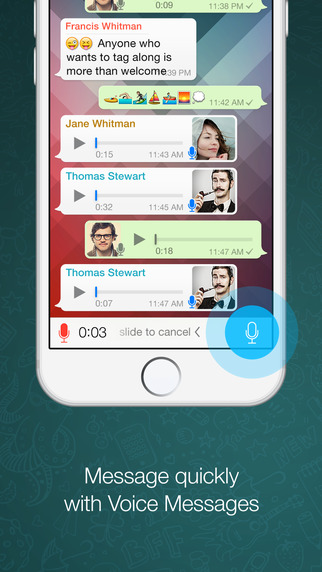 0:09 11:38 PM
Francis Whitman
Anyone who
wants to tag along is
more than welcome 39 PM
11:42 AM
Jane Whitman
0:15 11:43 AM
Thomas Stewart
0:32 11:45 AM
0:18 11:47 AM
Thomas Stewart
0:07 11:47 AM
0:03 slide to cancel
Message quickly
with Voice Messages